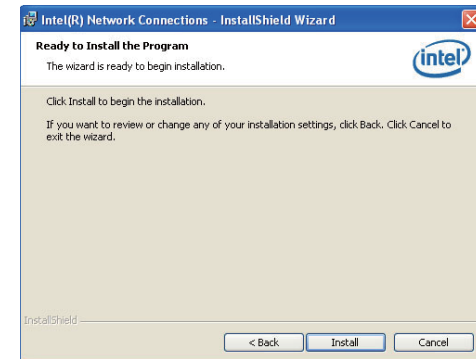 Intel(R) Network Connections - InstallShield Wizard
Ready to Install the Program
The wizard is ready to begin installation.
intel
Click Install to begin the installation.
If you want to review or change any of your installation settings, click Back. Click Cancel to
exit the wizard.
InstallShield
< Back Install Cancel